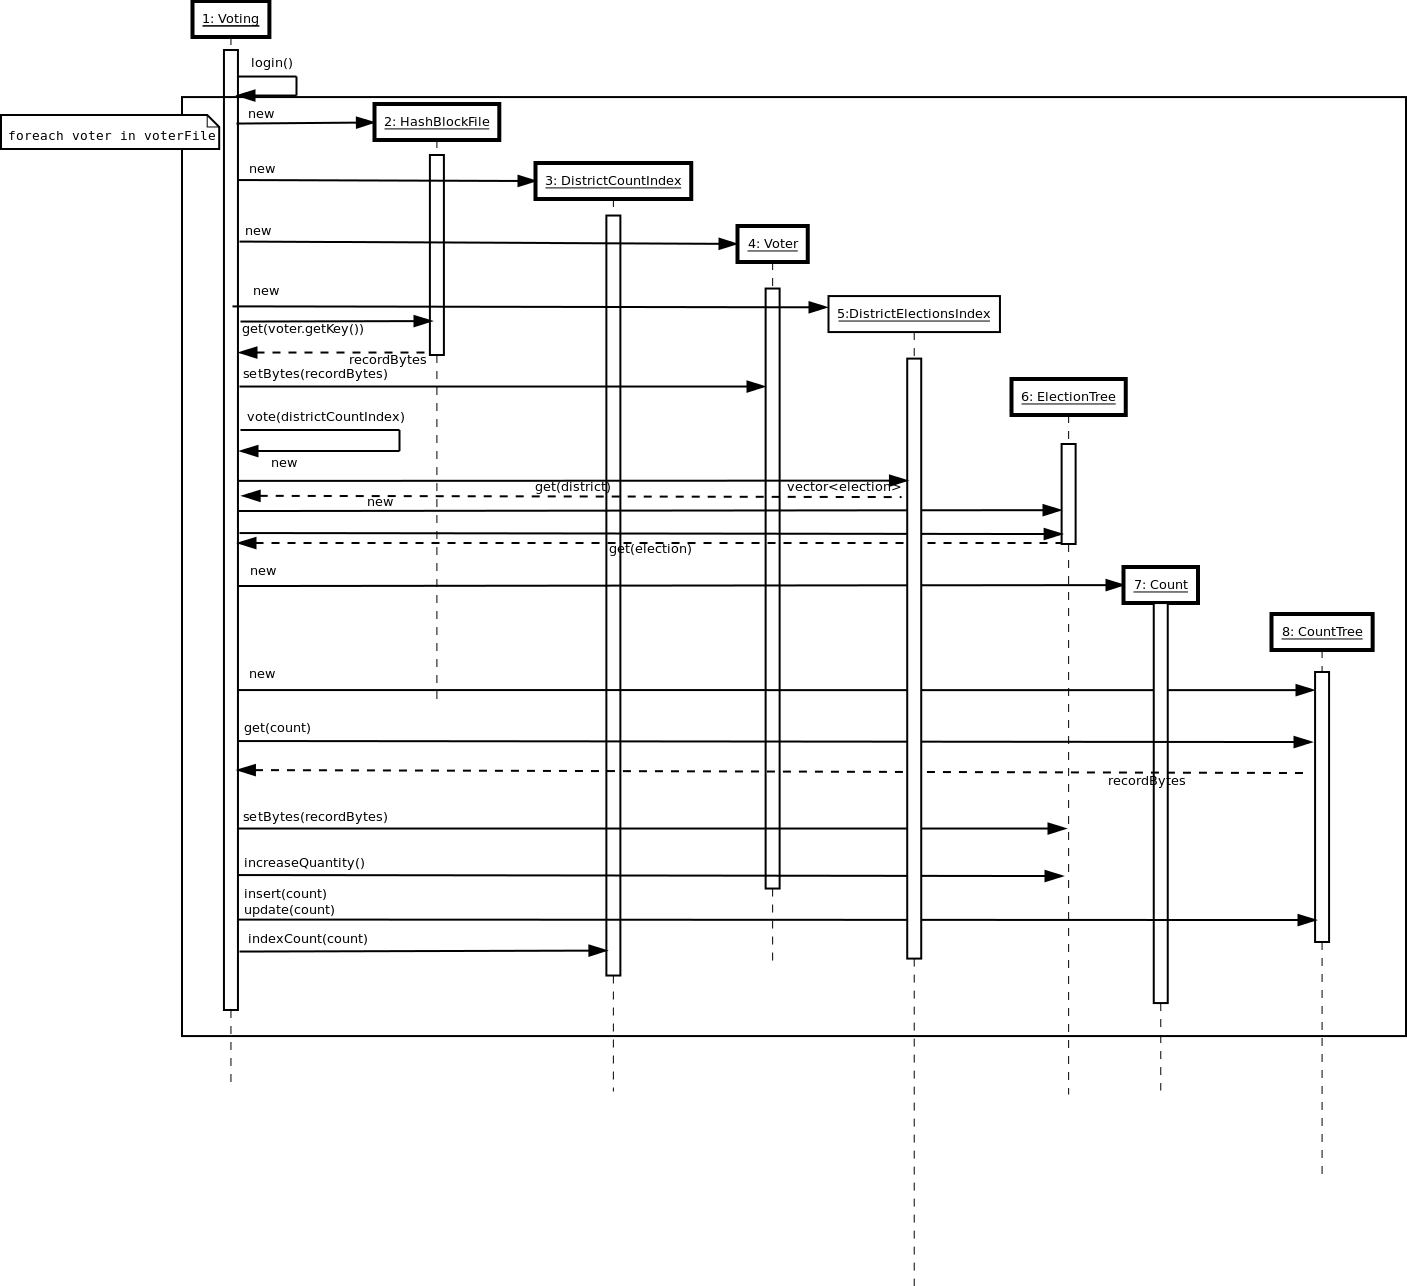 1: Voting
login()
new
2: HashBlockFile
foreach voter in voterFile
new
3: DistrictCountIndex
new
4: Voter
new
5:DistrictElectionsIndex
get(voter.getKey())
recordBytes
setBytes(recordBytes)
6: ElectionTree
vote(districtCountIndex)
new
get(district)
vector<election>
new
get(election)
new
7: Count
8: CountTree
new
get(count)
recordBytes
setBytes(recordBytes)
increaseQuantity()
insert(count)
update(count)
indexCount(count)